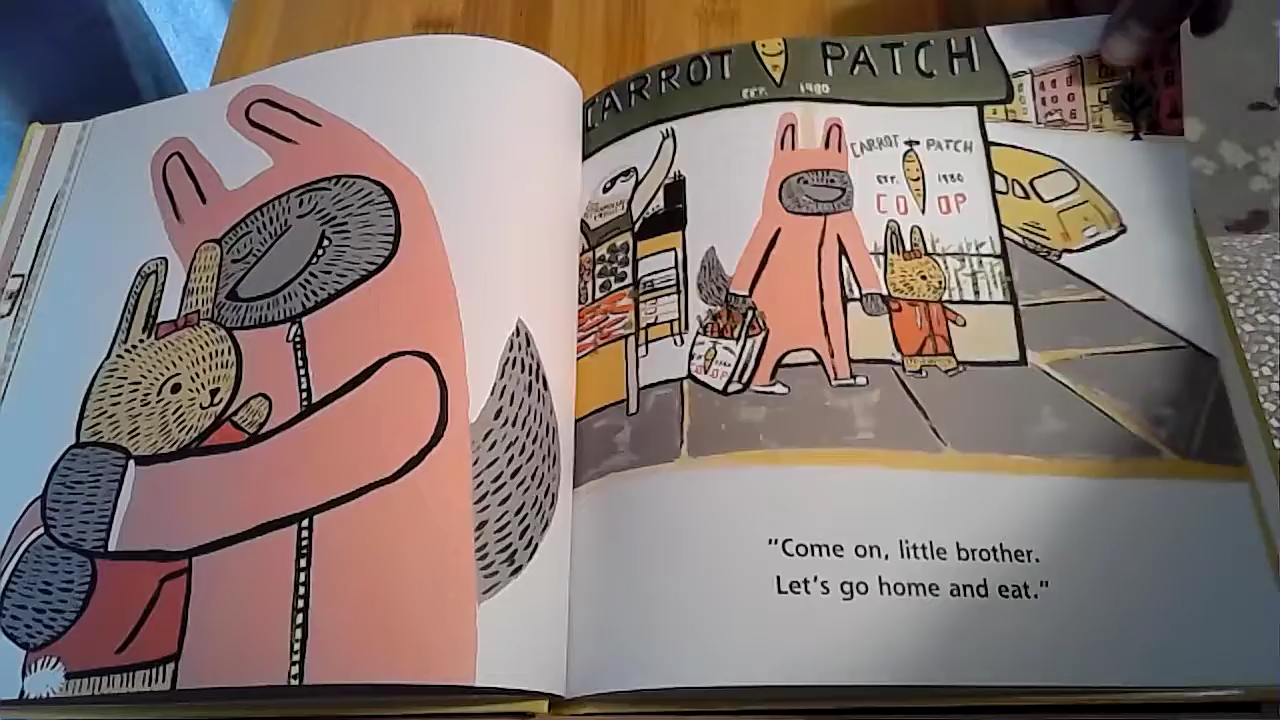 CARROT PATCH
EST. 1980
CARROT PATCH
EST. 1980
CO OP
CO OP
"Come on, little brother.
Let's go home and eat."